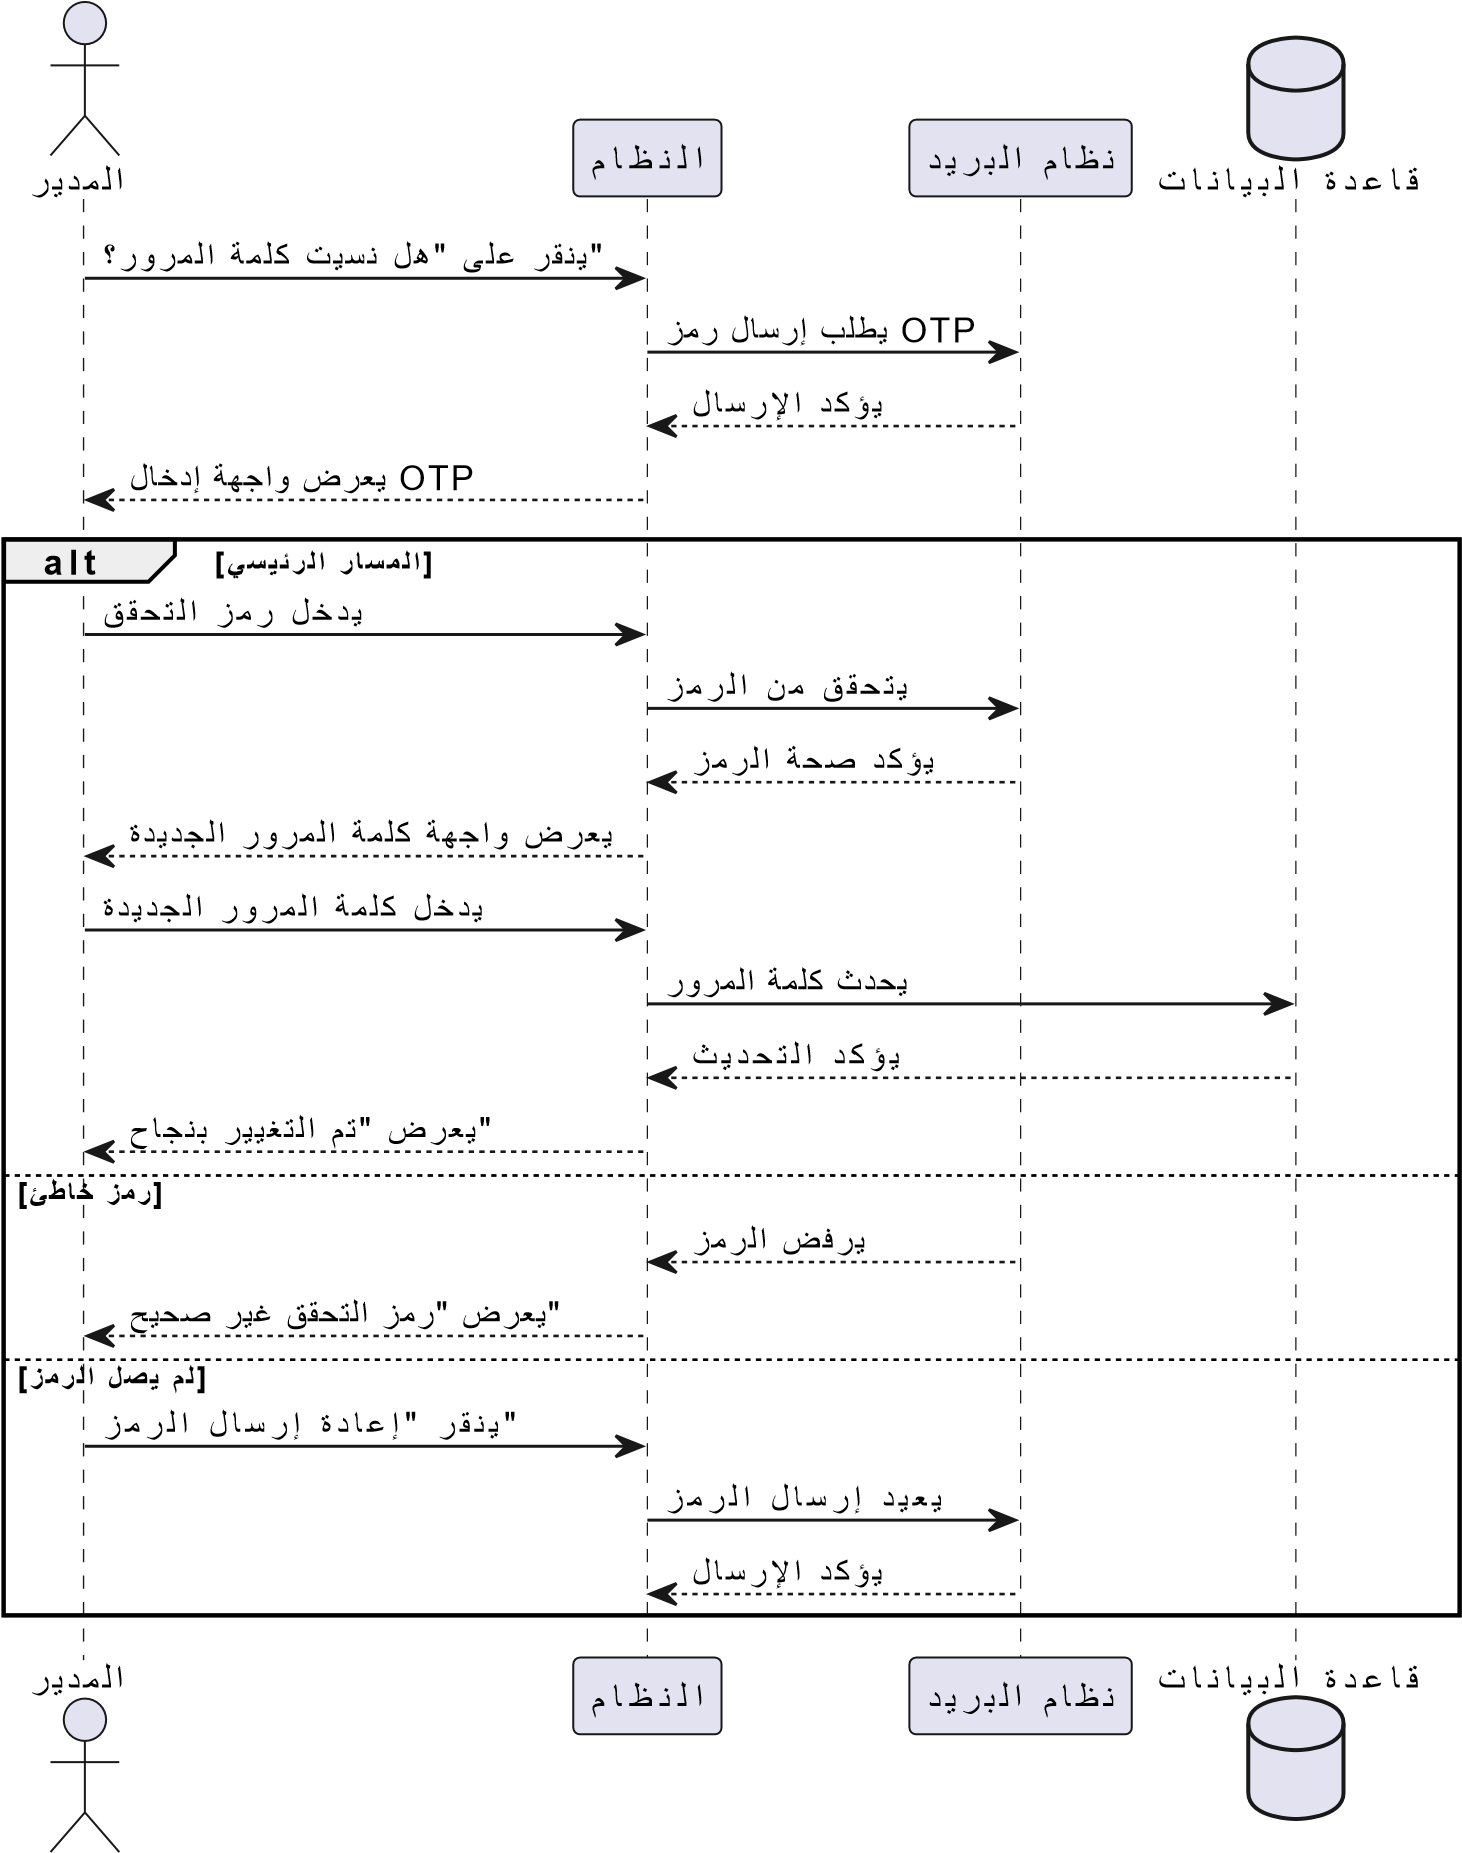 المدير
النظام
نظام البريد
قاعدة البيانات
ينقر على "هل نسيت كلمة المرور؟"
يطلب إرسال رمز OTP
يؤكد الإرسال
يعرض واجهة إدخال OTP
alt [المسار الرئيسي]
يدخل رمز التحقق
يتحقق من الرمز
يؤكد صحة الرمز
يعرض واجهة كلمة المرور الجديدة
يدخل كلمة المرور الجديدة
يحدث كلمة المرور
يؤكد التحديث
يعرض "تم التغيير بنجاح"
[رمز خاطئ]
يرفض الرمز
يعرض "رمز التحقق غير صحيح"
[لم يصل الرمز]
ينقر "إعادة إرسال الرمز"
يعيد إرسال الرمز
يؤكد الإرسال
المدير
النظام
نظام البريد
قاعدة البيانات